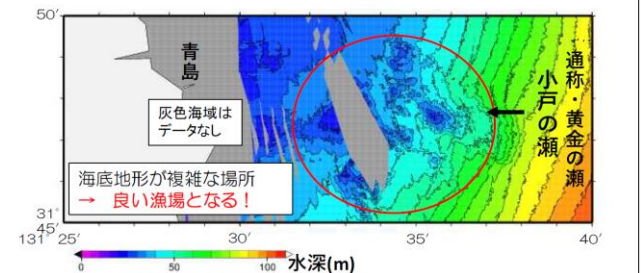 50'
青島
灰色海域は
データなし
通称・黄金の瀬
小戸の瀬
海底地形が複雑な場所
→ 良い漁場となる！
31°
45'
131°25'
30'
35'
40'
0
50
100
水深(m)